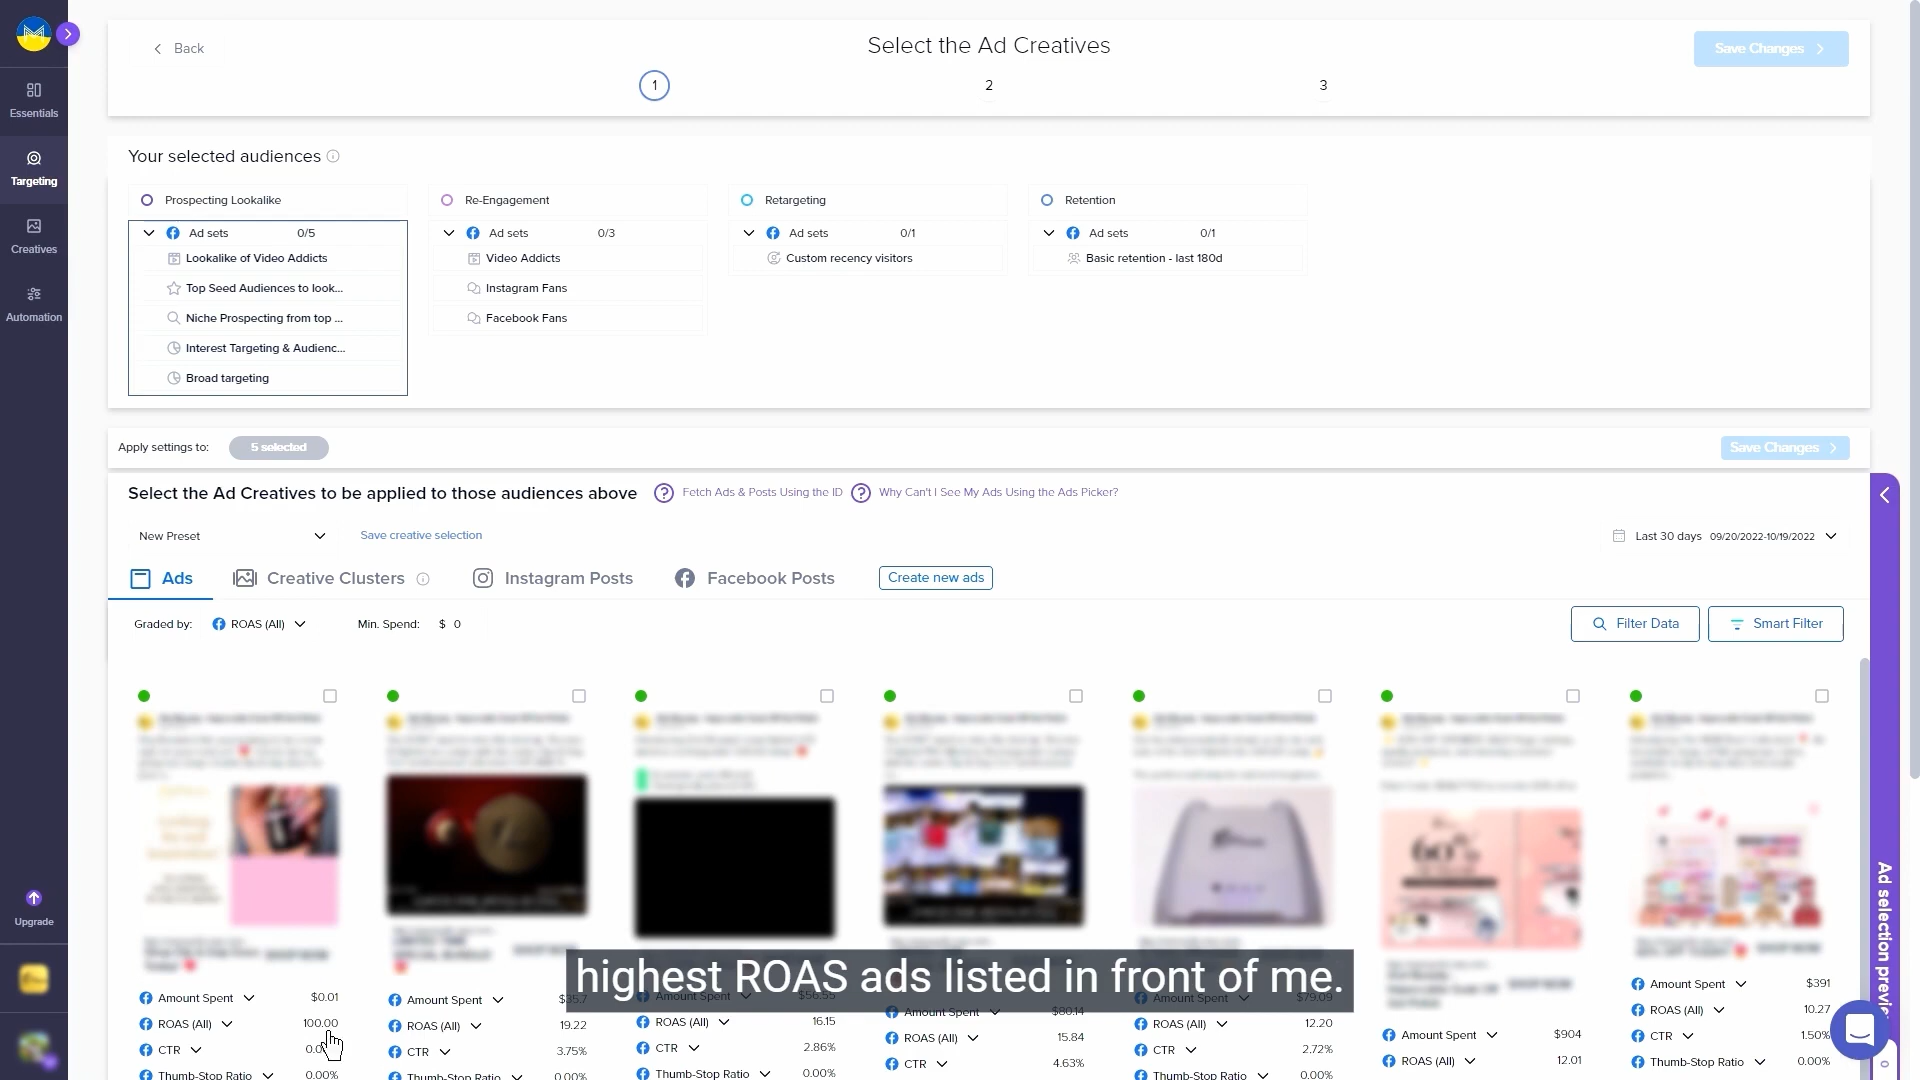 Back
Select the Ad Creatives
Save Changes
1
2
3
Essentials
Targeting
Creatives
Automation
Upgrade
Your selected audiences
Prospecting Lookalike
Ad sets 0/5
Lookalike of Video Addicts
Top Seed Audiences to look...
Niche Prospecting from top ...
Interest Targeting & Audienc...
Broad targeting
Re-Engagement
Ad sets 0/3
Video Addicts
Instagram Fans
Facebook Fans
Retargeting
Ad sets 0/1
Custom recency visitors
Retention
Ad sets 0/1
Basic retention - last 180d
Apply settings to: 5 selected
Save Changes
Select the Ad Creatives to be applied to those audiences above
Fetch Ads & Posts Using the ID
Why Can't I See My Ads Using the Ads Picker?
New Preset
Save creative selection
Last 30 days 09/20/2022-10/19/2022
Ads
Creative Clusters
Instagram Posts
Facebook Posts
Create new ads
Graded by: ROAS (All)
Min. Spend: $ 0
Filter Data
Smart Filter
Amount Spent $0.01
ROAS (All) 100.00
CTR
Thumb-Stop Ratio 0.00%
Amount Spent
ROAS (All) 19.22
CTR 3.75%
Thumb-Stop Ratio 0.00%
Amount Spent $56.55
ROAS (All) 16.15
CTR 2.86%
Thumb-Stop Ratio 0.00%
Amount Spent $80.14
ROAS (All) 15.84
CTR 4.63%
Amount Spent $79.09
ROAS (All) 12.20
CTR 2.72%
Thumb-Stop Ratio 0.00%
Amount Spent $904
ROAS (All) 12.01
Amount Spent $391
ROAS (All) 10.27
CTR 1.50%
Thumb-Stop Ratio 0.00%
highest ROAS ads listed in front of me.